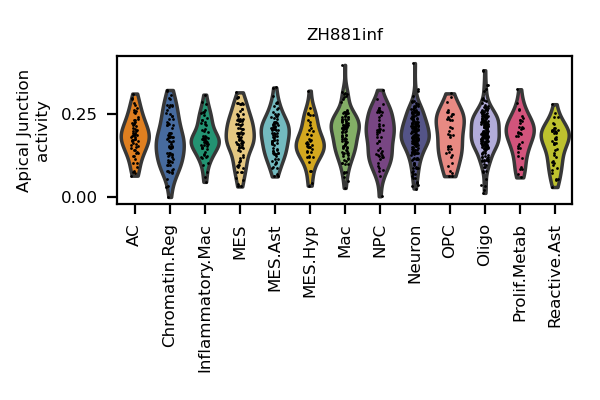 ZH881inf
Apical Junction
activity
0.25
0.00
AC
Chromatin.Reg
Inflammatory.Mac
MES
MES.Ast
MES.Hyp
Mac
NPC
Neuron
OPC
Oligo
Prolif.Metab
Reactive.Ast